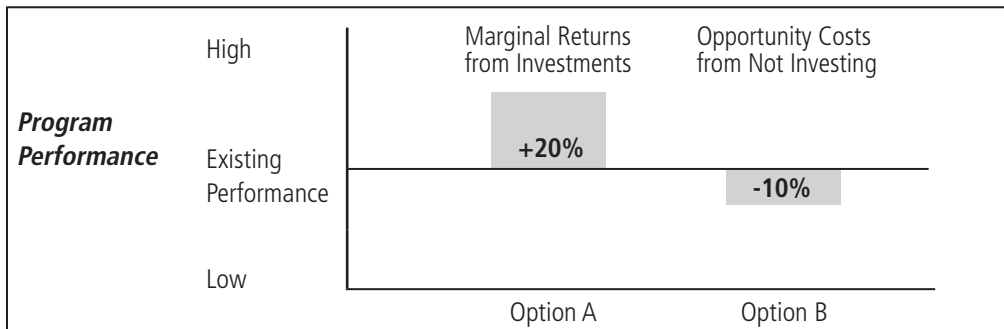 High
Marginal Returns
from Investments
Opportunity Costs
from Not Investing
Program
Performance
Existing
Performance
+20%
-10%
Low
Option A
Option B